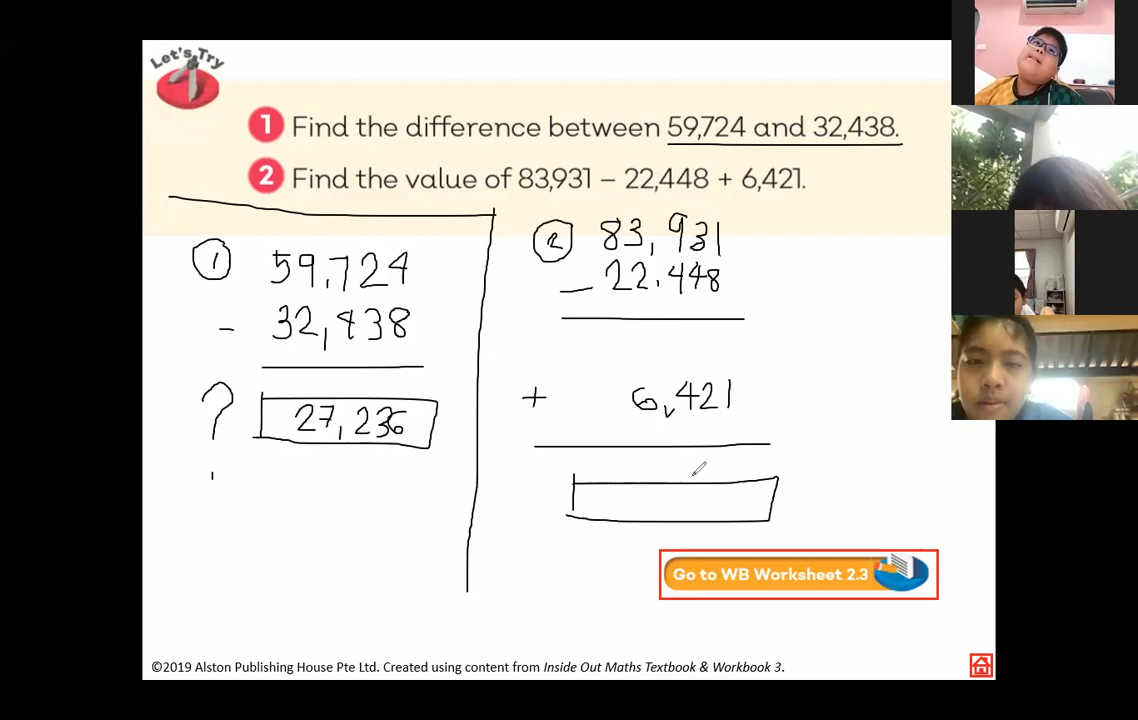 Let's Try
1 Find the difference between 59,724 and 32,438.
2 Find the value of 83,931 – 22,448 + 6,421.
1
59,724
- 32,438
? 27,236
2
83,931
- 22,448
+ 6,421
Go to WB Worksheet 2.3
©2019 Alston Publishing House Pte Ltd. Created using content from Inside Out Maths Textbook & Workbook 3.